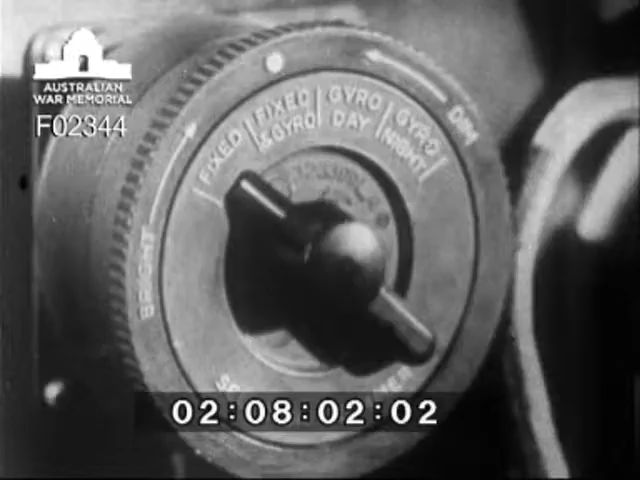 AUSTRALIAN
WAR MEMORIAL
F02344
FIXED
FIXED
& GYRO
GYRO
DAY
GYRO
NIGHT
DIM
BRIGHT
02:08:02:02